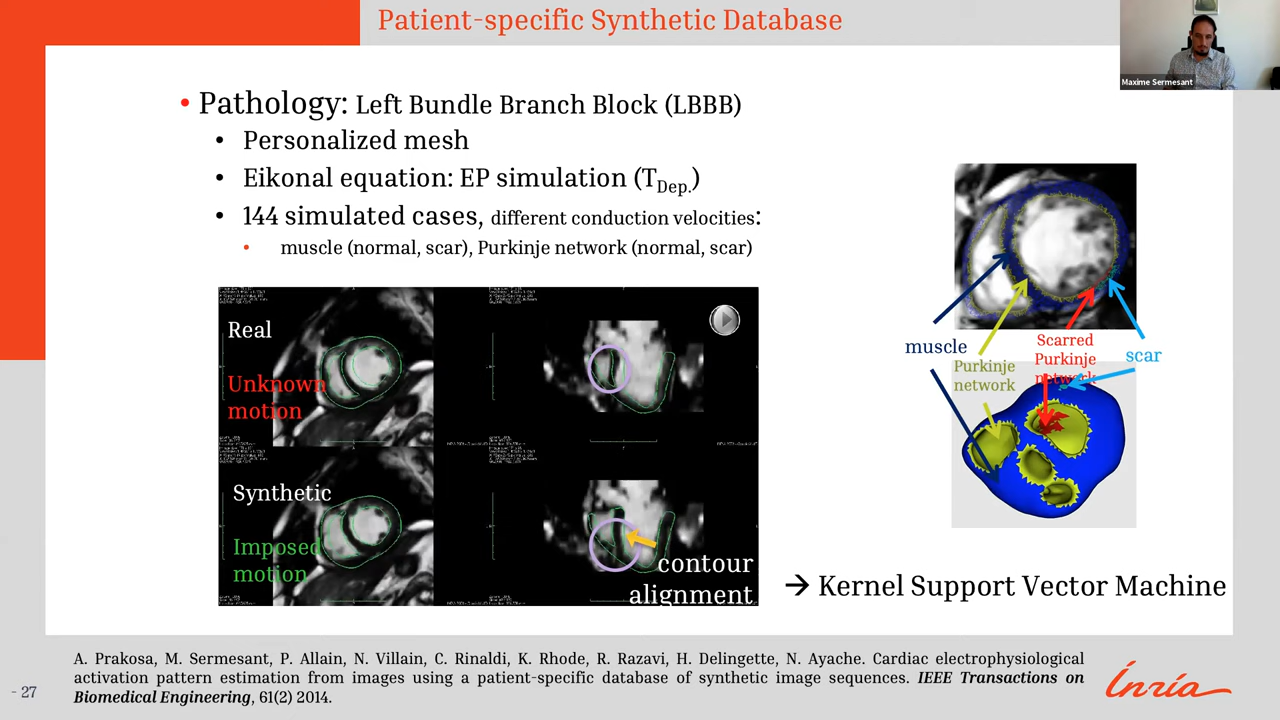 Patient-specific Synthetic Database
Maxime Sermesant
• Pathology: Left Bundle Branch Block (LBBB)
• Personalized mesh
• Eikonal equation: EP simulation (TDep.)
• 144 simulated cases, different conduction velocities:
• muscle (normal, scar), Purkinje network (normal, scar)
Real
Unknown
motion
Synthetic
Imposed
motion
contour
alignment
muscle
Purkinje
network
Scarred
Purkinje
network
scar
→ Kernel Support Vector Machine
A. Prakosa, M. Sermesant, P. Allain, N. Villain, C. Rinaldi, K. Rhode, R. Razavi, H. Delingette, N. Ayache. Cardiac electrophysiological
activation pattern estimation from images using a patient-specific database of synthetic image sequences. IEEE Transactions on
Biomedical Engineering, 61(2) 2014.
- 27
Inria